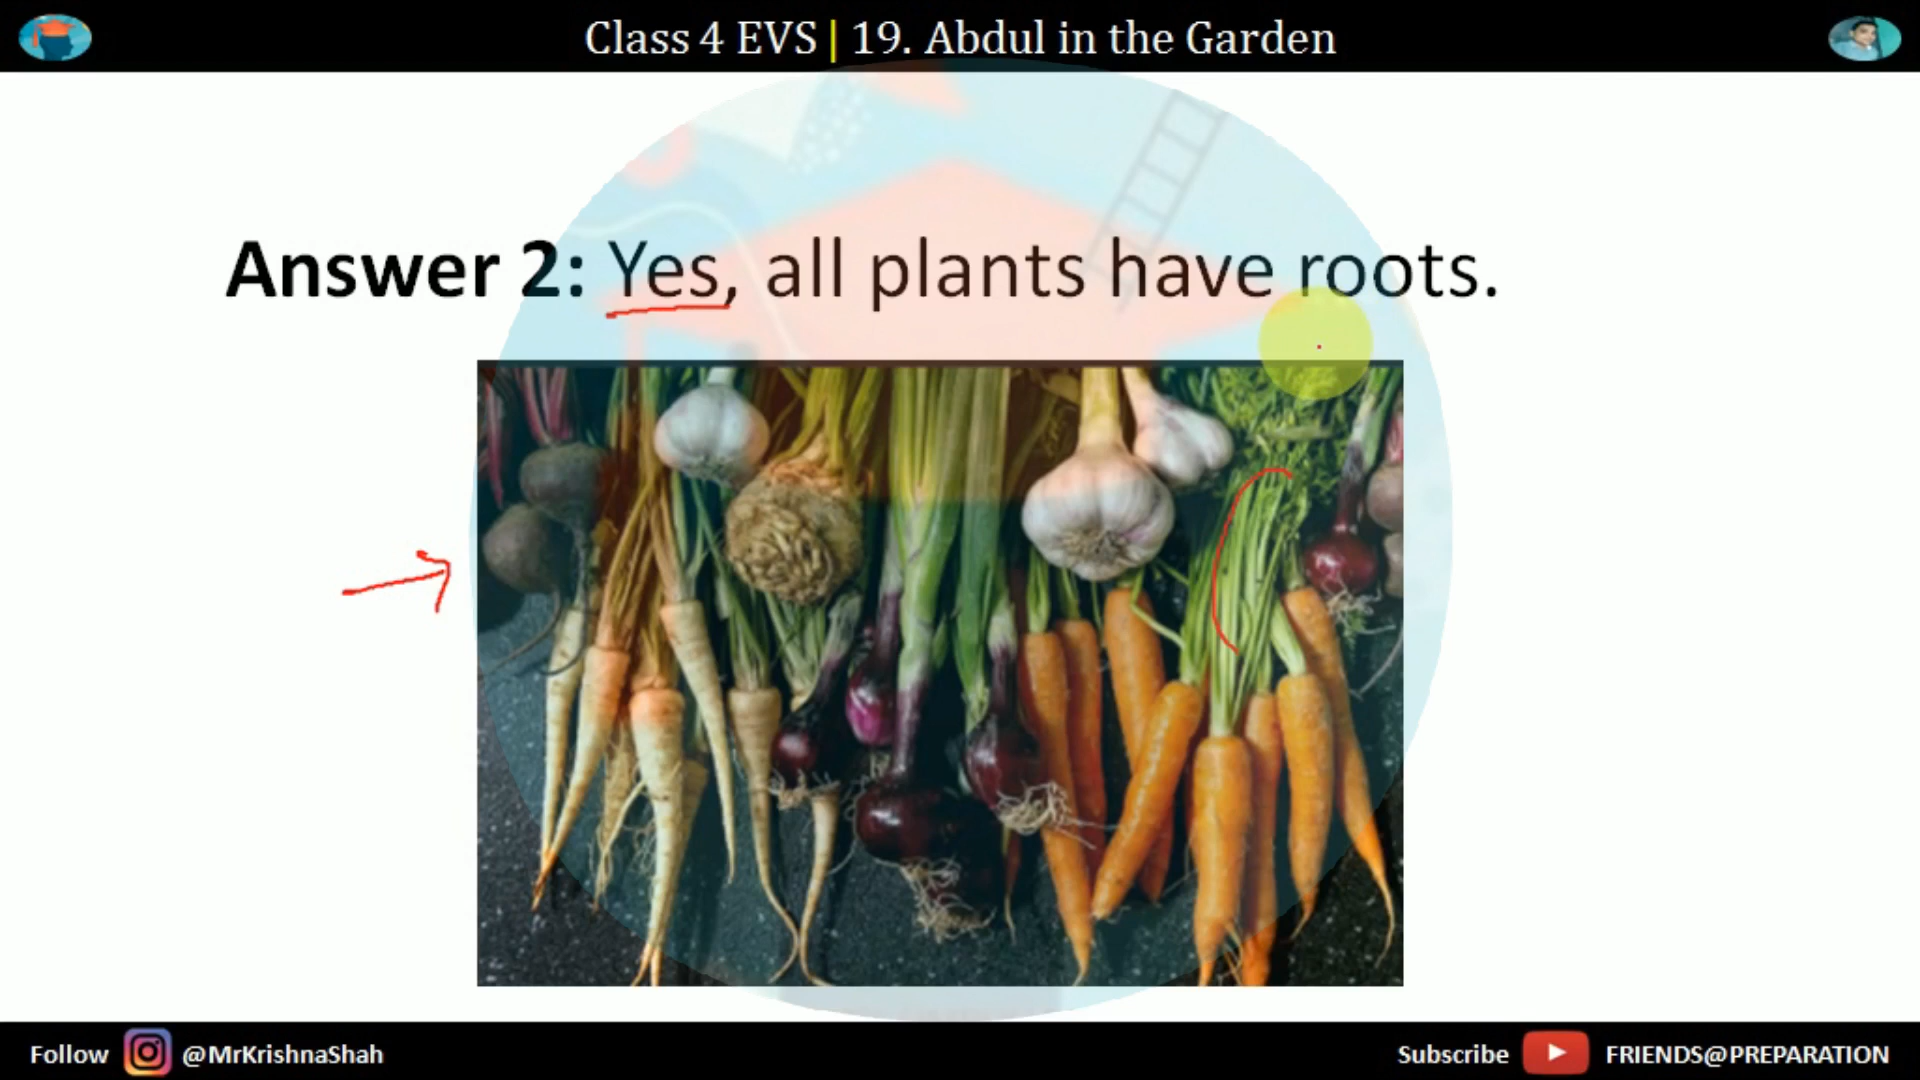 Class 4 EVS | 19. Abdul in the Garden
Answer 2: Yes, all plants have roots.
Follow @MrKrishnaShah
Subscribe FRIENDS@PREPARATION